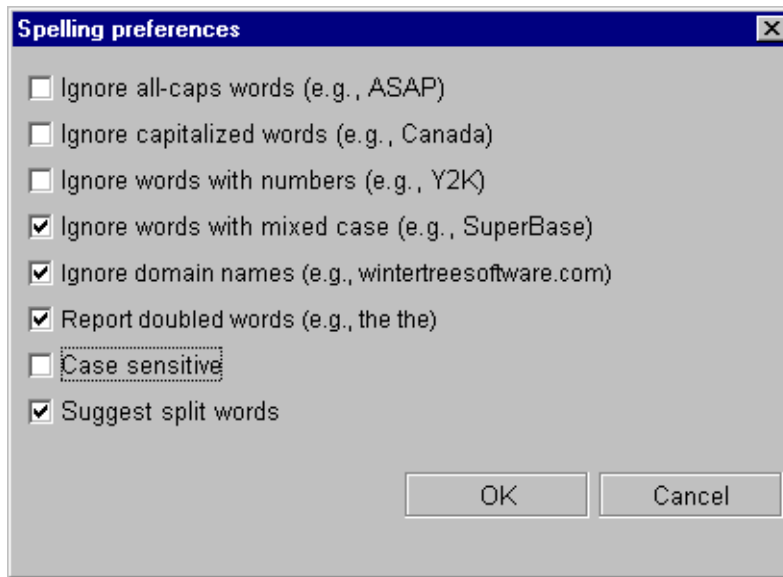 Spelling preferences
Ignore all-caps words (e.g., ASAP)
Ignore capitalized words (e.g., Canada)
Ignore words with numbers (e.g., Y2K)
Ignore words with mixed case (e.g., SuperBase)
Ignore domain names (e.g., wintertreesoftware.com)
Report doubled words (e.g., the the)
Case sensitive
Suggest split words
OK Cancel